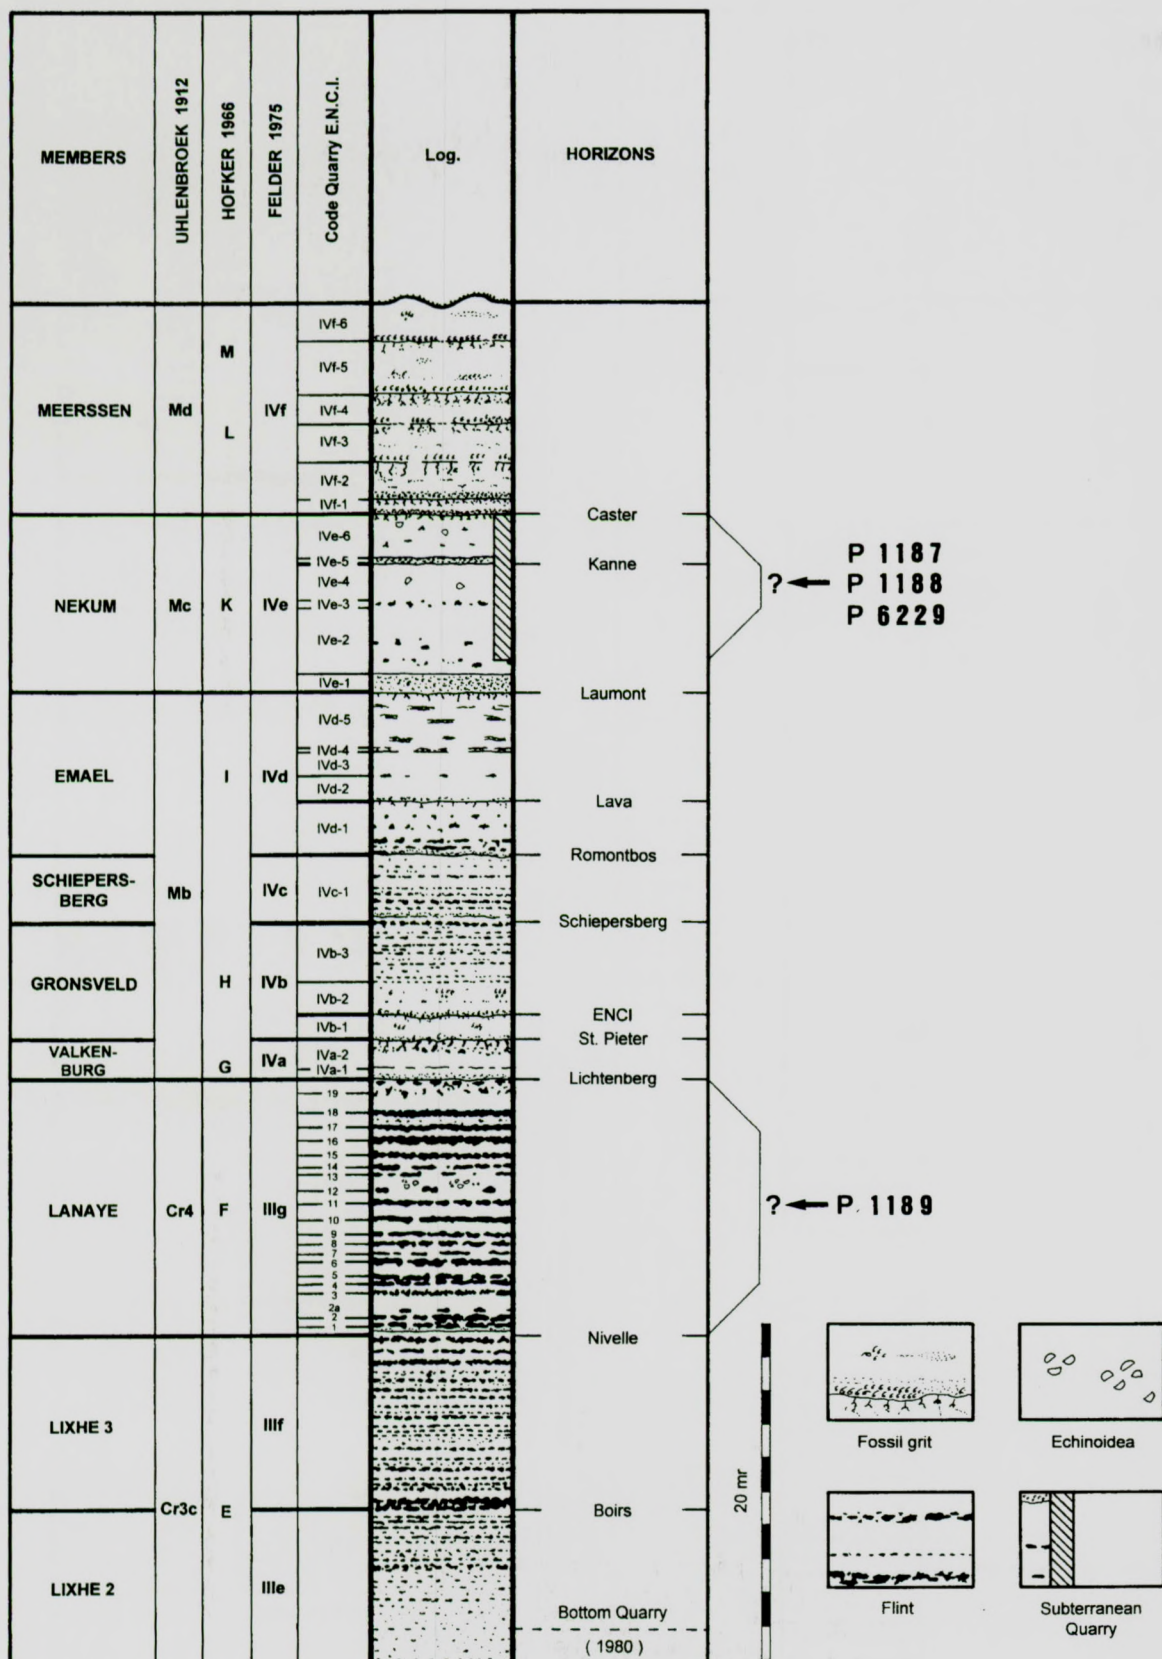 MEMBERS
UHLENBROEK 1912
HOFKER 1966
FELDER 1975
Code Quarry E.N.C.I.
Log.
HORIZONS
MEERSSEN
Md
M
L
IVf
IVf-6
IVf-5
IVf-4
IVf-3
IVf-2
IVf-1
Caster
NEKUM
Mc
K
IVe
IVe-6
IVe-5
IVe-4
IVe-3
IVe-2
IVe-1
Kanne
Laumont
? P 1187
P 1188
P 6229
EMAEL
Mb
I
IVd
IVd-5
IVd-4
IVd-3
IVd-2
IVd-1
Lava
Romontbos
SCHIEPERS-
BERG
IVc
IVc-1
Schiepersberg
GRONSVELD
H
IVb
IVb-3
IVb-2
IVb-1
ENCI
St. Pieter
VALKEN-
BURG
G
IVa
IVa-2
IVa-1
Lichtenberg
LANAYE
Cr4
F
IIIg
19
18
17
16
15
14
13
12
11
10
9
8
7
6
5
4
3
2a
2
1
? P. 1189
Nivelle
LIXHE 3
IIIf
Cr3c
E
Boirs
LIXHE 2
IIIe
Bottom Quarry
( 1980 )
20 mr
Fossil grit
Echinoidea
Flint
Subterranean
Quarry